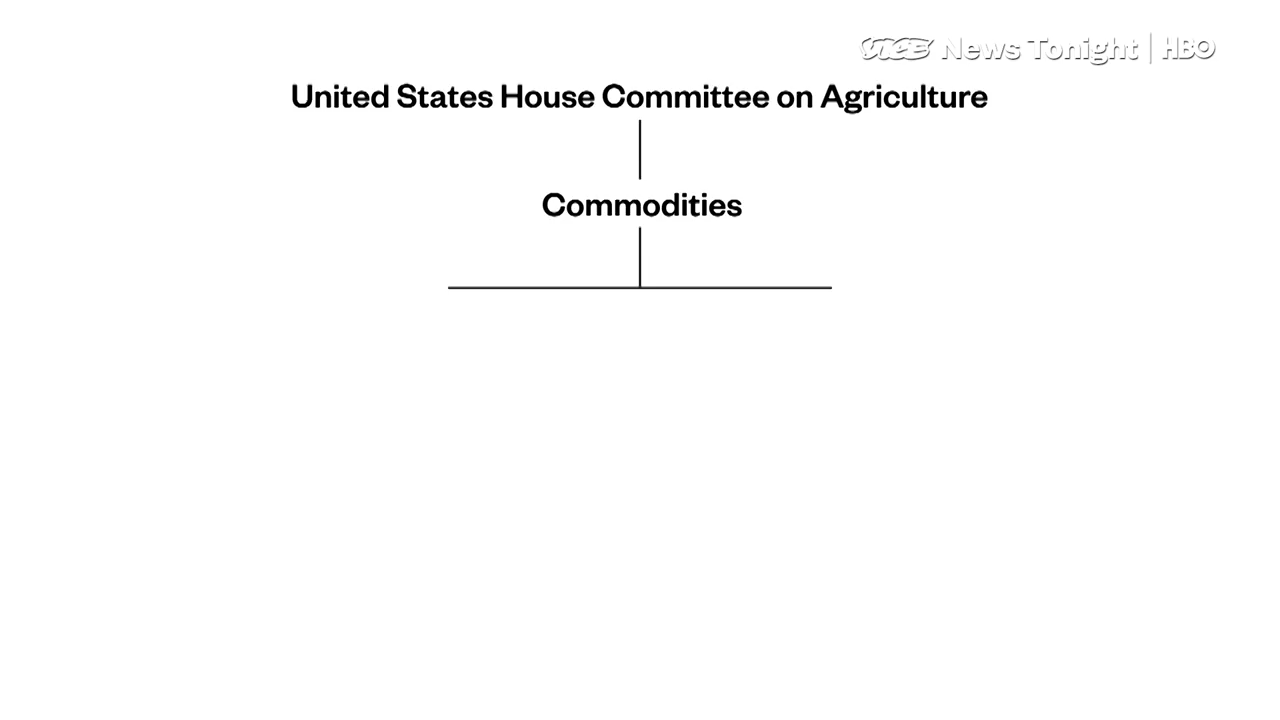 VICE News Tonight | HBO
United States House Committee on Agriculture
Commodities